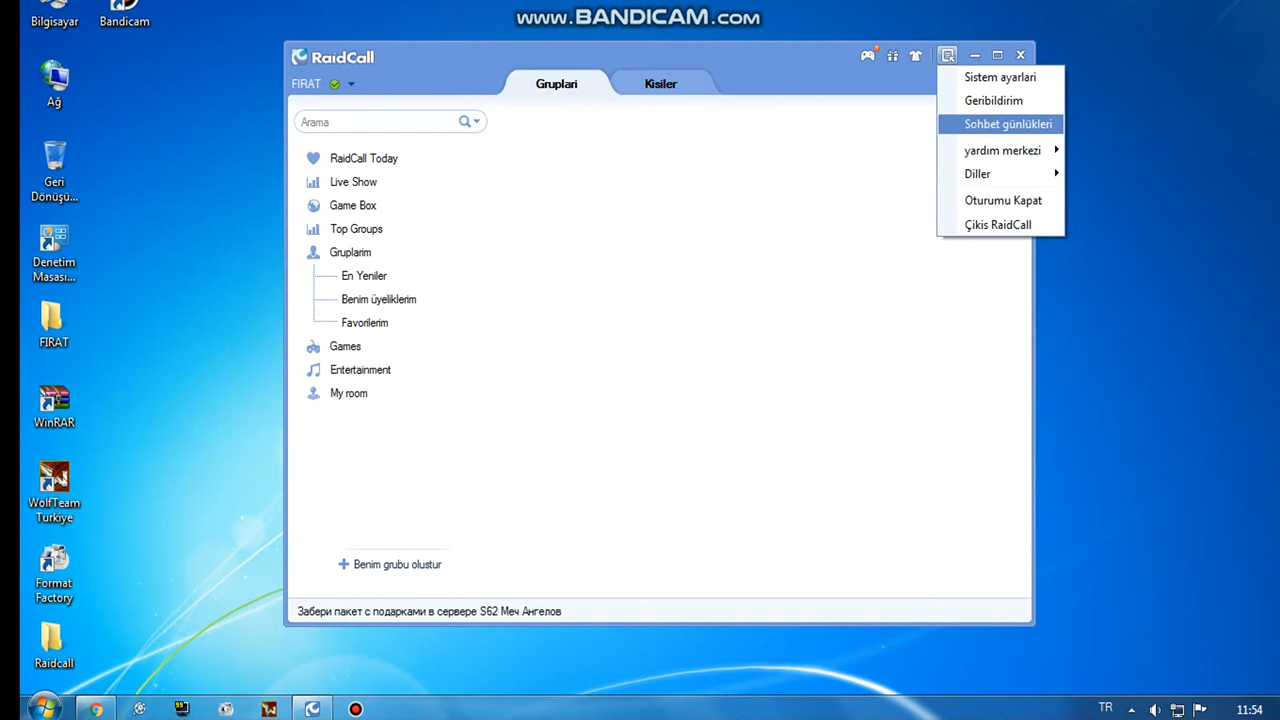 www.BANDICAM.com
Bilgisayar
Bandicam
Ağ
Geri
Dönüşü...
Denetim
Masası...
FIRAT
WinRAR
WolfTeam
Turkiye
Format
Factory
Raidcall
RaidCall
FIRAT
Gruplari
Kisiler
Arama
RaidCall Today
Live Show
Game Box
Top Groups
Gruplarim
En Yeniler
Benim üyeliklerim
Favorilerim
Games
Entertainment
My room
Benim grubu olustur
Забери пакет с подарками в сервере S62 Меч Ангелов
Sistem ayarlari
Geribildirim
Sohbet günlükleri
yardım merkezi
Diller
Oturumu Kapat
Çikis RaidCall
99
TR
11:54